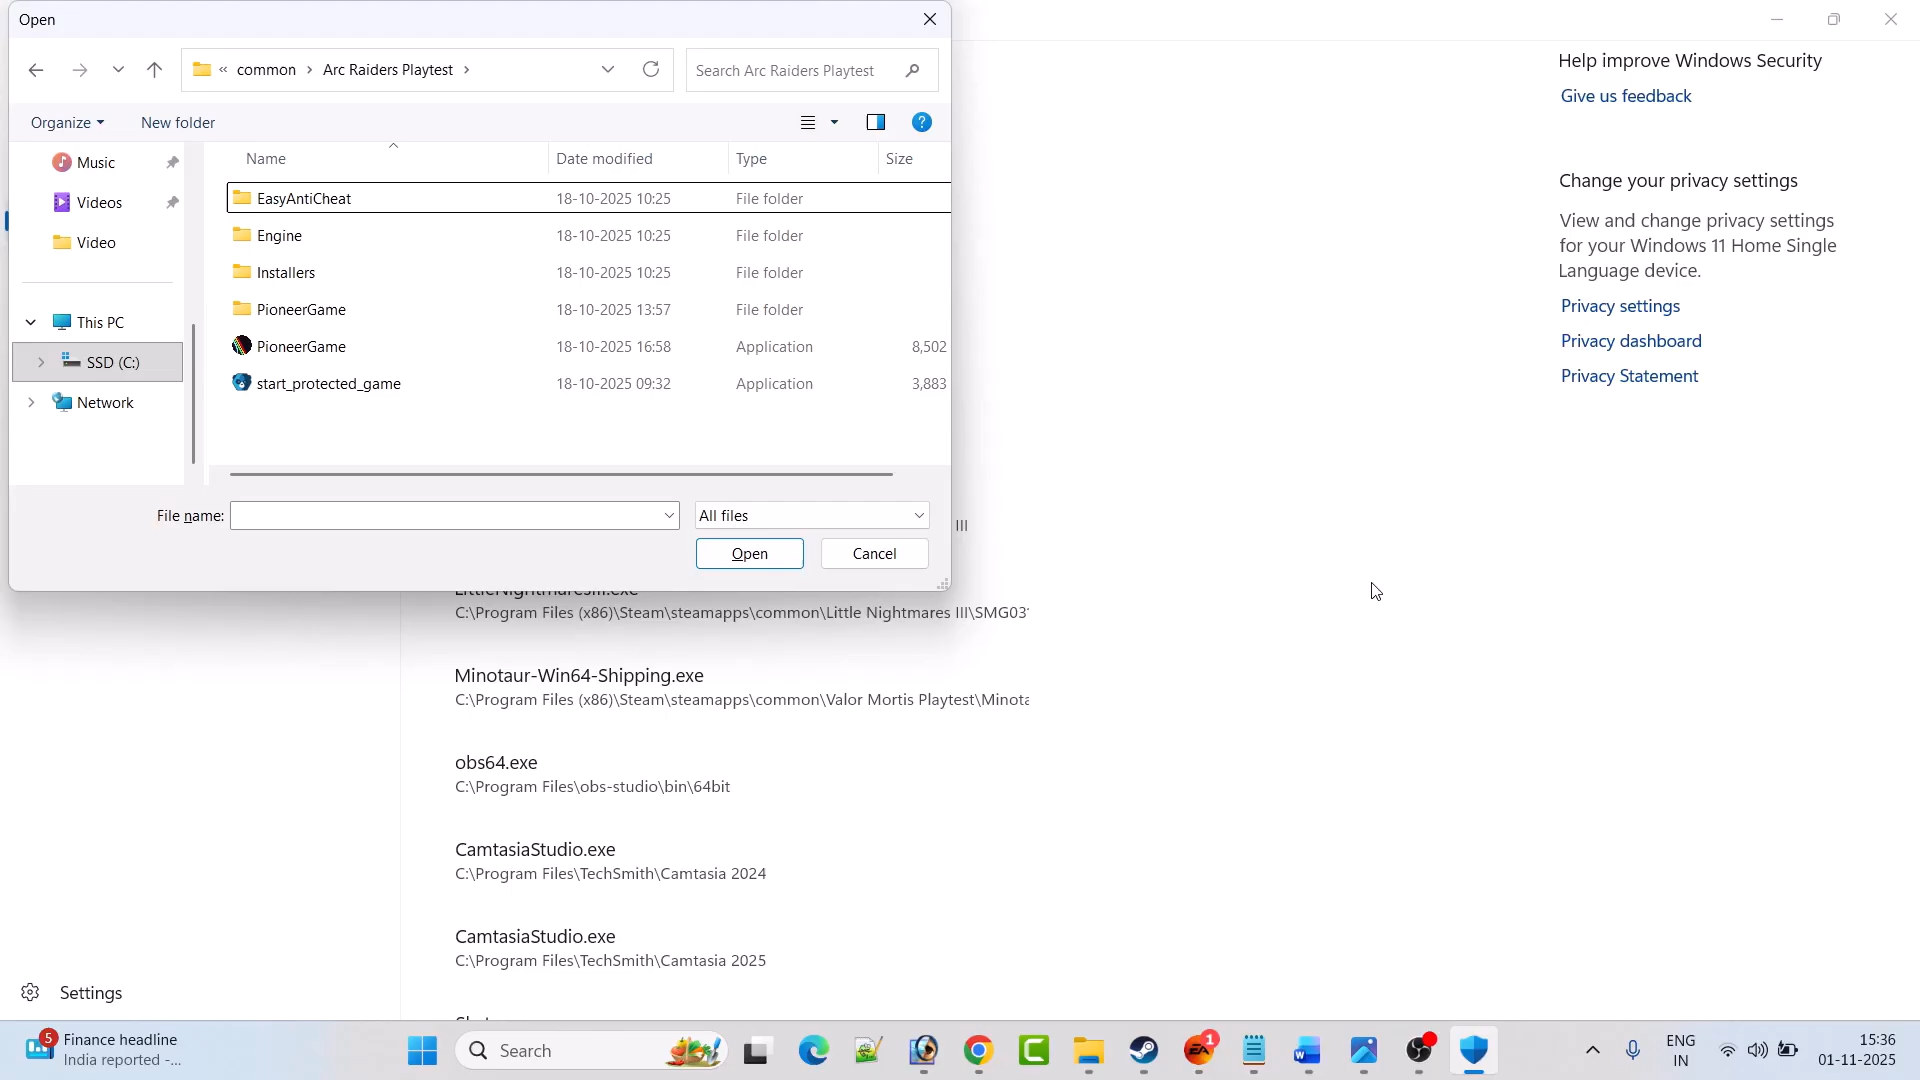 Open
« common › Arc Raiders Playtest ›
Search Arc Raiders Playtest
Organize
New folder
Name
Date modified
Type
Size
Music
Videos
Video
This PC
SSD (C:)
Network
EasyAntiCheat 18-10-2025 10:25 File folder
Engine 18-10-2025 10:25 File folder
Installers 18-10-2025 10:25 File folder
PioneerGame 18-10-2025 13:57 File folder
PioneerGame 18-10-2025 16:58 Application 8,502
start_protected_game 18-10-2025 09:32 Application 3,883
File name:
All files
Open
Cancel
Help improve Windows Security
Give us feedback
Change your privacy settings
View and change privacy settings
for your Windows 11 Home Single
Language device.
Privacy settings
Privacy dashboard
Privacy Statement
III
LittleNightmaresIII.exe
C:\Program Files (x86)\Steam\steamapps\common\Little Nightmares III\SMG03
Minotaur-Win64-Shipping.exe
C:\Program Files (x86)\Steam\steamapps\common\Valor Mortis Playtest\Minota
obs64.exe
C:\Program Files\obs-studio\bin\64bit
CamtasiaStudio.exe
C:\Program Files\TechSmith\Camtasia 2024
CamtasiaStudio.exe
C:\Program Files\TechSmith\Camtasia 2025
Settings
5
Finance headline
India reported -...
Search
1
ENG
IN
15:36
01-11-2025